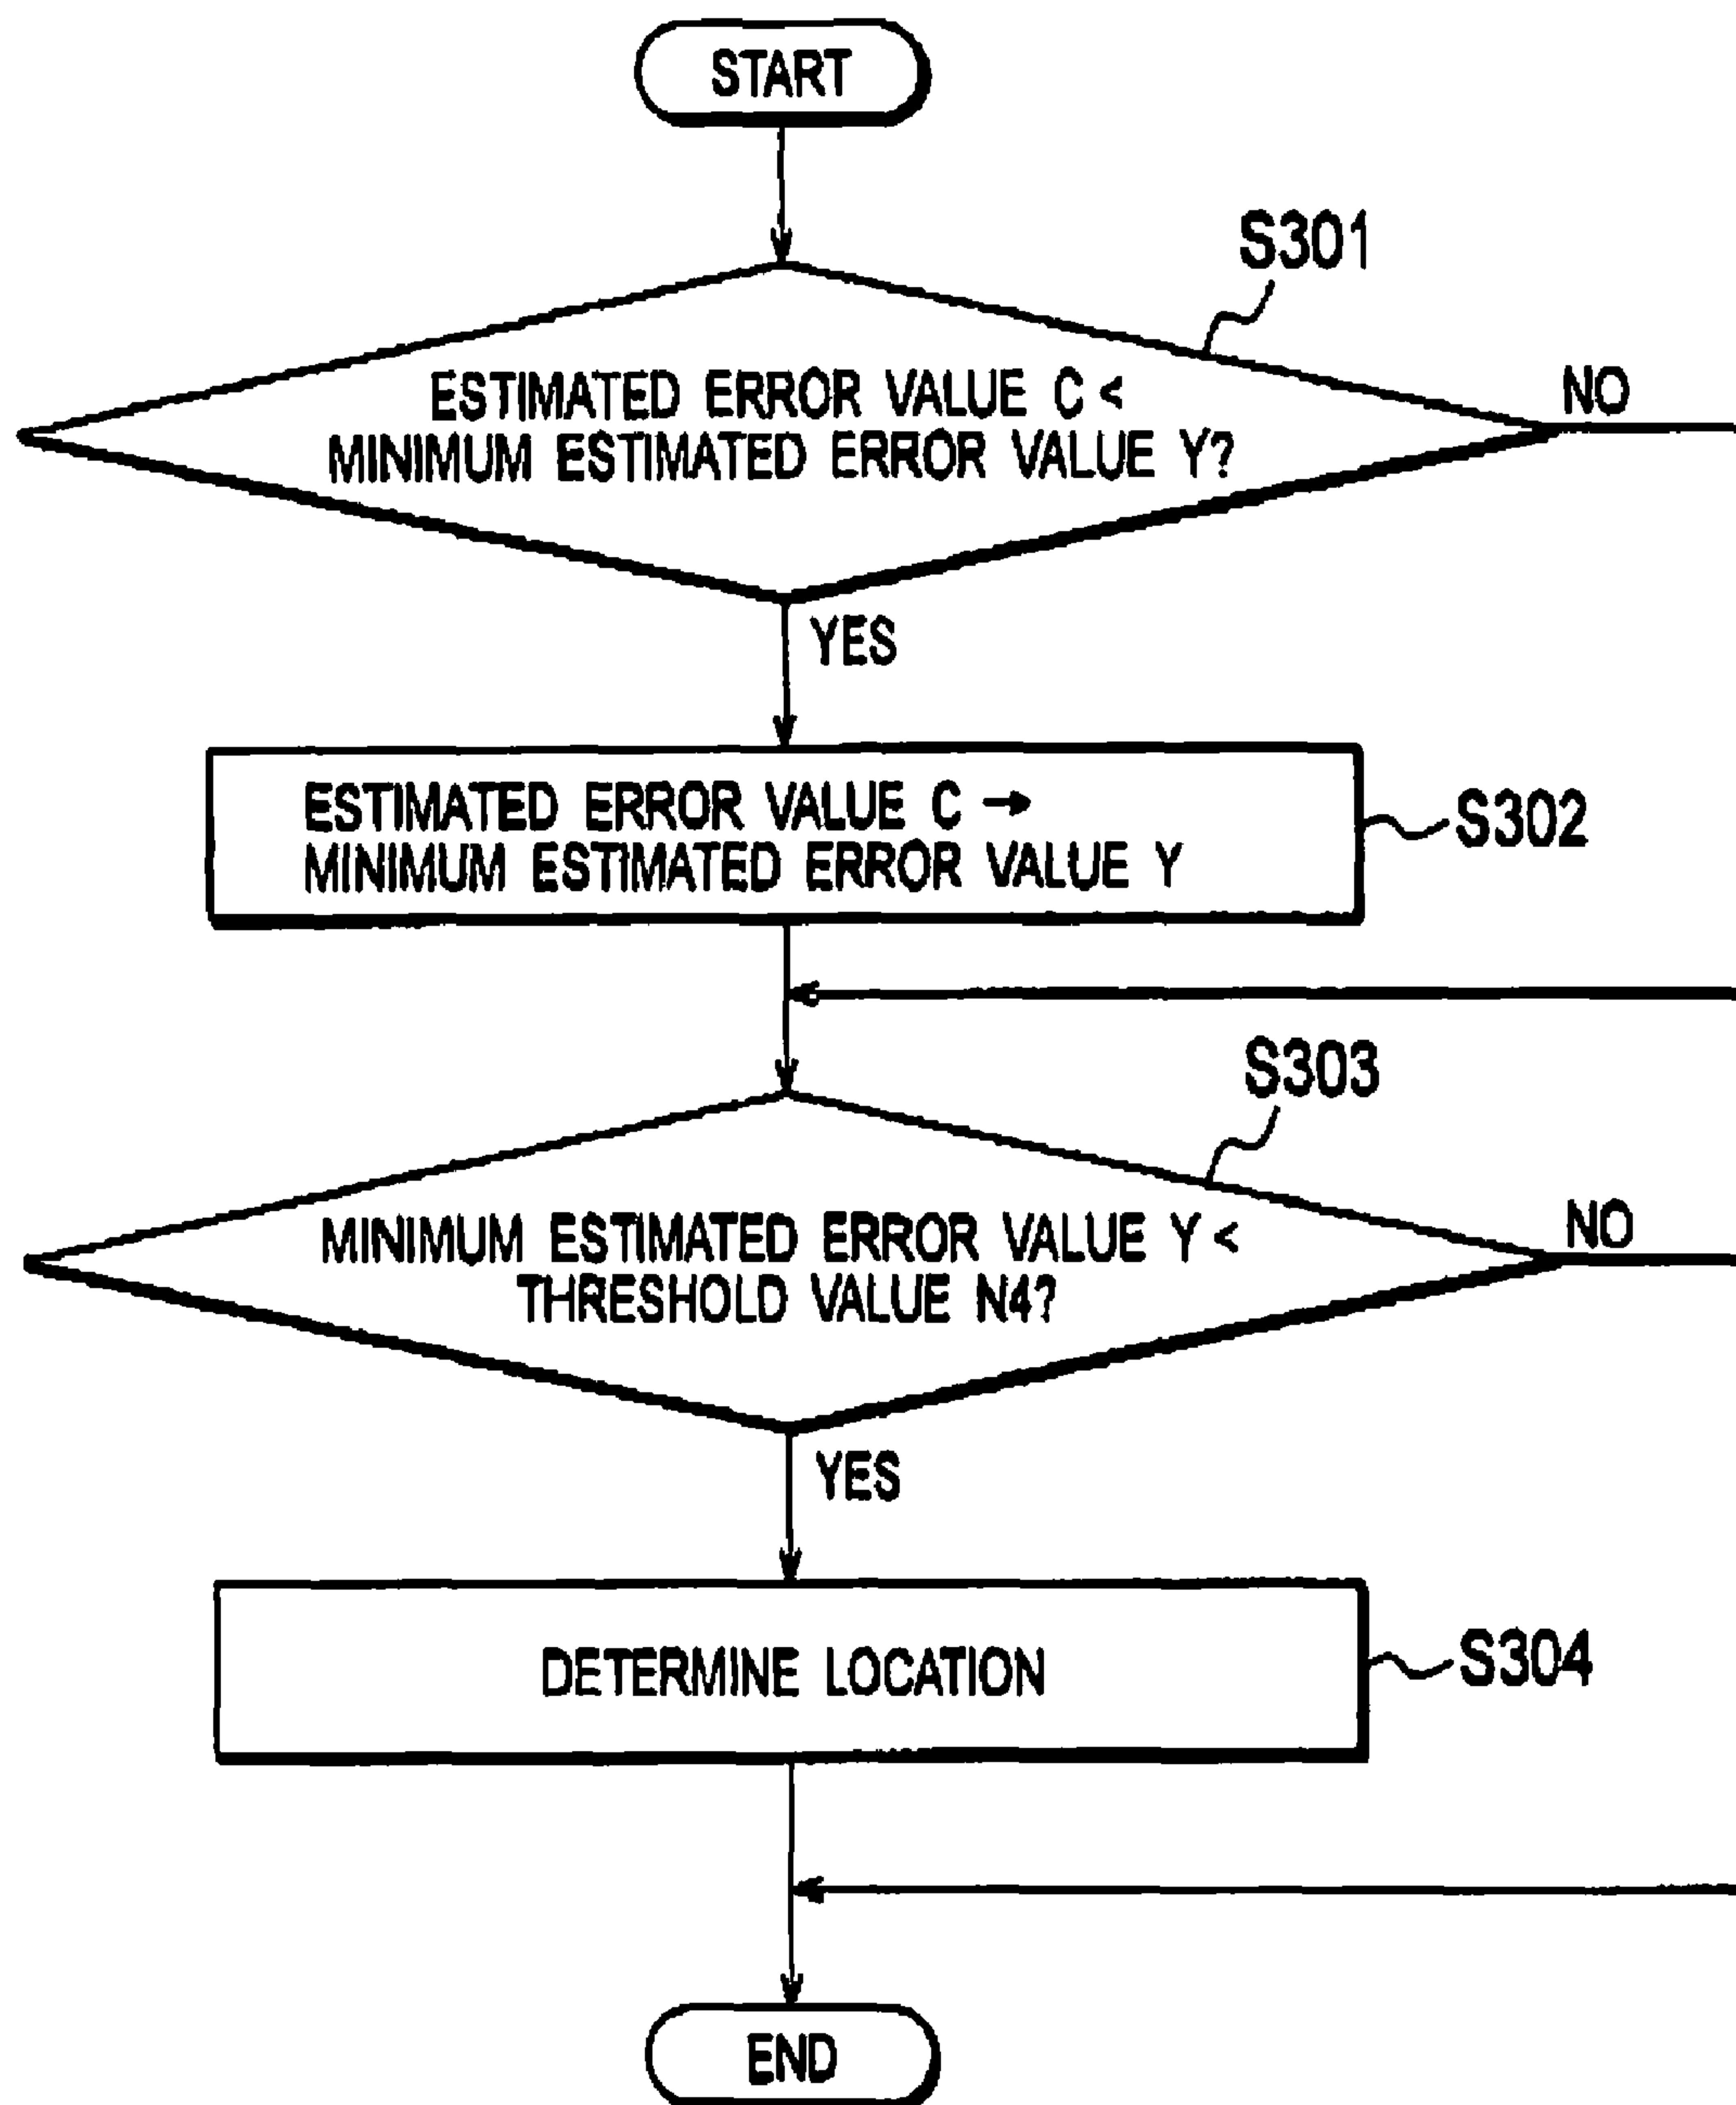 START
S301
ESTIMATED ERROR VALUE C <
MINIMUM ESTIMATED ERROR VALUE Y?
NO
YES
ESTIMATED ERROR VALUE C →
MINIMUM ESTIMATED ERROR VALUE Y
S302
S303
MINIMUM ESTIMATED ERROR VALUE Y <
THRESHOLD VALUE N4?
NO
YES
DETERMINE LOCATION
S304
END